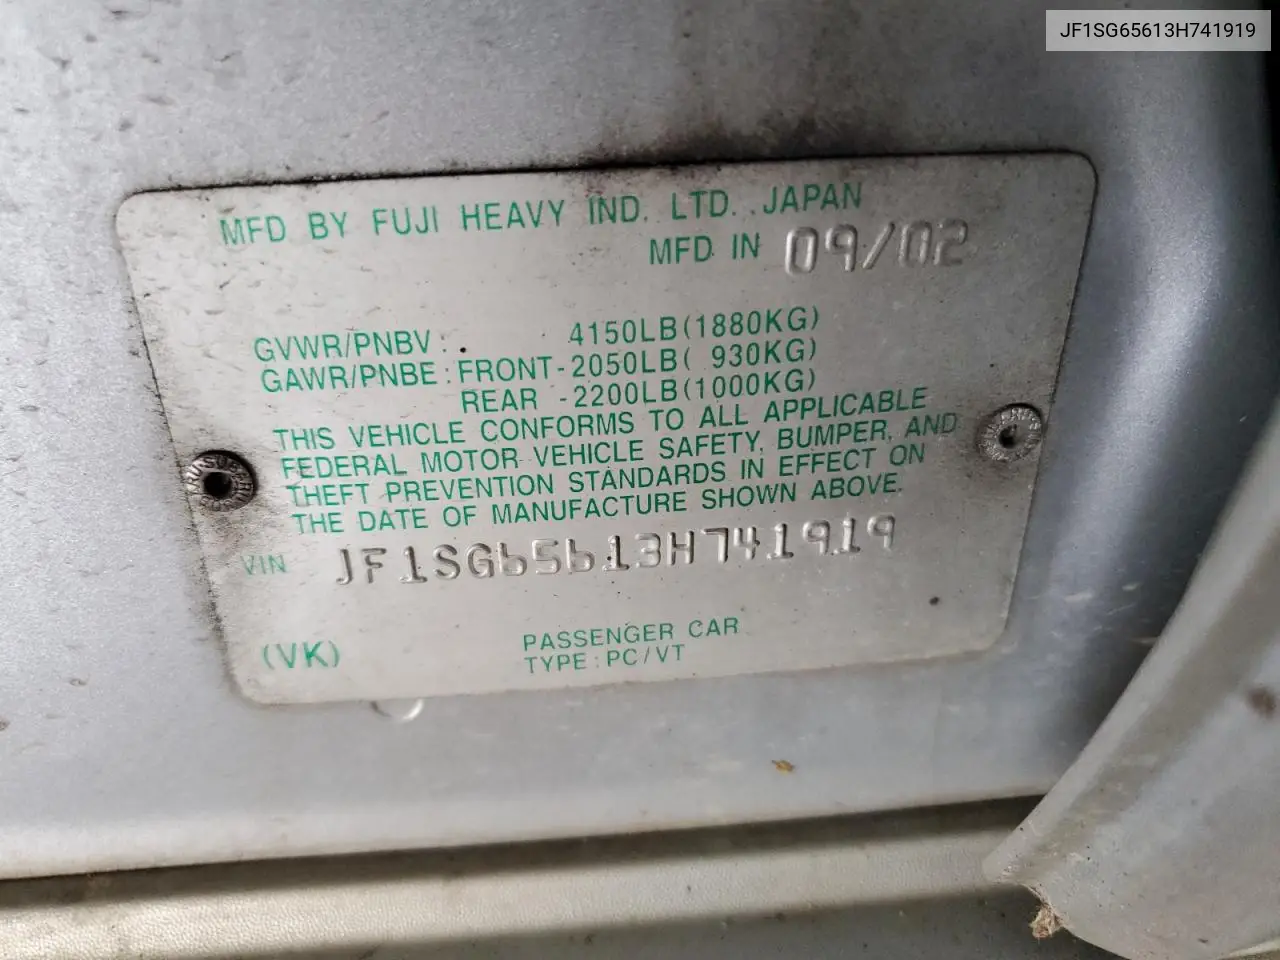 JF1SG65613H741919
MFD BY FUJI HEAVY IND. LTD. JAPAN
MFD IN 09/02
GVWR/PNBV: 4150LB(1880KG)
GAWR/PNBE: FRONT-2050LB( 930KG)
REAR -2200LB(1000KG)
THIS VEHICLE CONFORMS TO ALL APPLICABLE
FEDERAL MOTOR VEHICLE SAFETY, BUMPER, AND
THEFT PREVENTION STANDARDS IN EFFECT ON
THE DATE OF MANUFACTURE SHOWN ABOVE.
VIN JF1SG65613H741919
(VK)
PASSENGER CAR
TYPE: PC/VT